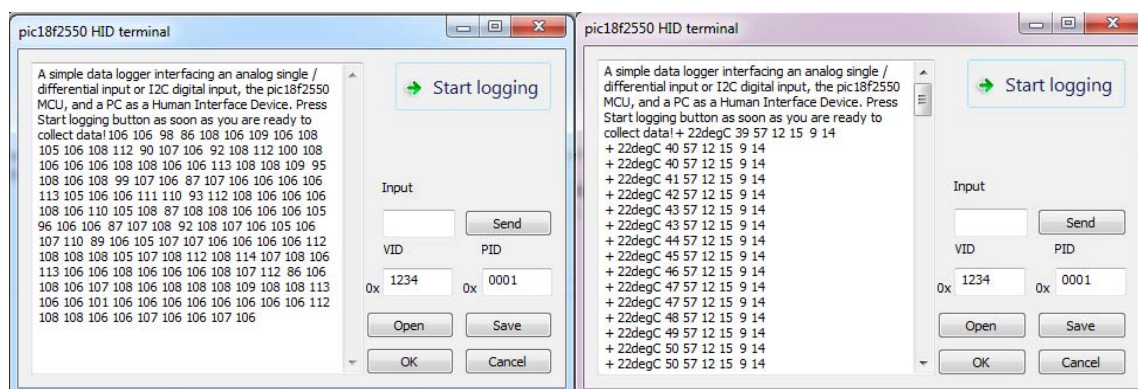 pic18f2550 HID terminal
A simple data logger interfacing an analog single /
differential input or I2C digital input, the pic18f2550
MCU, and a PC as a Human Interface Device. Press
Start logging button as soon as you are ready to
collect data!106 106 98 86 108 106 109 106 108
105 106 108 112 90 107 106 92 108 112 100 108
106 106 106 108 108 106 106 113 108 108 109 95
108 106 108 99 107 106 87 107 106 106 106 106
113 105 106 106 111 110 93 112 108 106 106 106
108 106 110 105 108 87 108 108 106 106 106 105
96 106 106 87 107 108 92 108 107 106 105 106
107 110 89 106 105 107 107 106 106 106 106 112
108 108 108 105 107 108 112 108 114 107 108 106
113 106 106 108 106 106 106 108 107 112 86 106
108 106 107 108 106 108 108 108 109 108 108 113
106 106 101 106 106 106 106 106 106 106 106 112
108 108 106 106 107 106 106 107 106
Start logging
Input
Send
VID
PID
0x 1234
0x 0001
Open
Save
OK
Cancel
pic18f2550 HID terminal
A simple data logger interfacing an analog single /
differential input or I2C digital input, the pic18f2550
MCU, and a PC as a Human Interface Device. Press
Start logging button as soon as you are ready to
collect data!+ 22degC 39 57 12 15 9 14
+ 22degC 40 57 12 15 9 14
+ 22degC 40 57 12 15 9 14
+ 22degC 41 57 12 15 9 14
+ 22degC 42 57 12 15 9 14
+ 22degC 43 57 12 15 9 14
+ 22degC 43 57 12 15 9 14
+ 22degC 44 57 12 15 9 14
+ 22degC 45 57 12 15 9 14
+ 22degC 46 57 12 15 9 14
+ 22degC 47 57 12 15 9 14
+ 22degC 47 57 12 15 9 14
+ 22degC 48 57 12 15 9 14
+ 22degC 49 57 12 15 9 14
+ 22degC 50 57 12 15 9 14
+ 22degC 50 57 12 15 9 14
Start logging
Input
Send
VID
PID
0x 1234
0x 0001
Open
Save
OK
Cancel